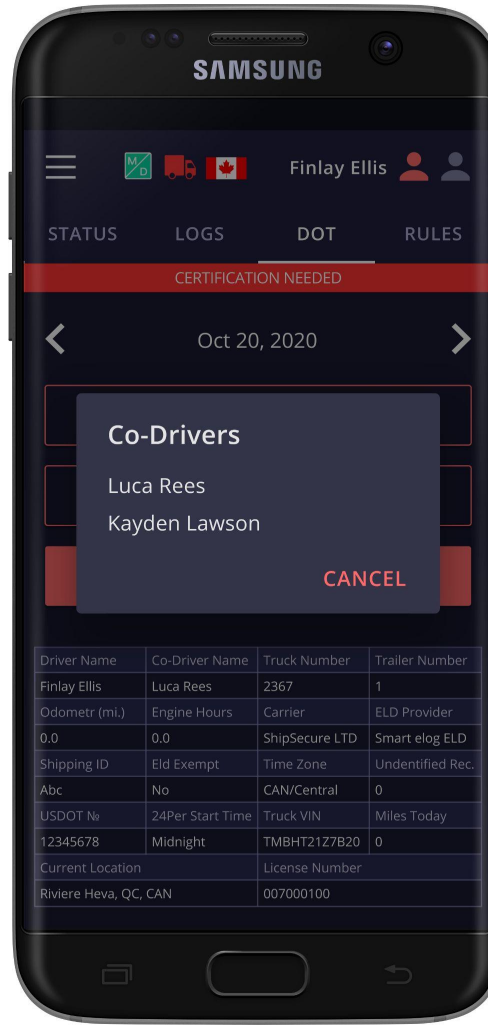 SAMSUNG
M/D
Finlay Ellis
STATUS LOGS DOT RULES
CERTIFICATION NEEDED
Oct 20, 2020
Co-Drivers
Luca Rees
Kayden Lawson
CANCEL
Driver Name Co-Driver Name Truck Number Trailer Number
Finlay Ellis Luca Rees 2367 1
Odometr (mi.) Engine Hours Carrier ELD Provider
0.0 0.0 ShipSecure LTD Smart elog ELD
Shipping ID Eld Exempt Time Zone Undentified Rec.
Abc No CAN/Central 0
USDOT № 24Per Start Time Truck VIN Miles Today
12345678 Midnight TMBHT21Z7B20 0
Current Location License Number
Riviere Heva, QC, CAN 007000100